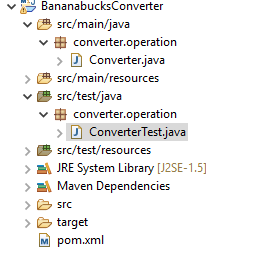 BananabucksConverter
src/main/java
converter.operation
Converter.java
src/main/resources
src/test/java
converter.operation
ConverterTest.java
src/test/resources
JRE System Library [J2SE-1.5]
Maven Dependencies
src
target
pom.xml